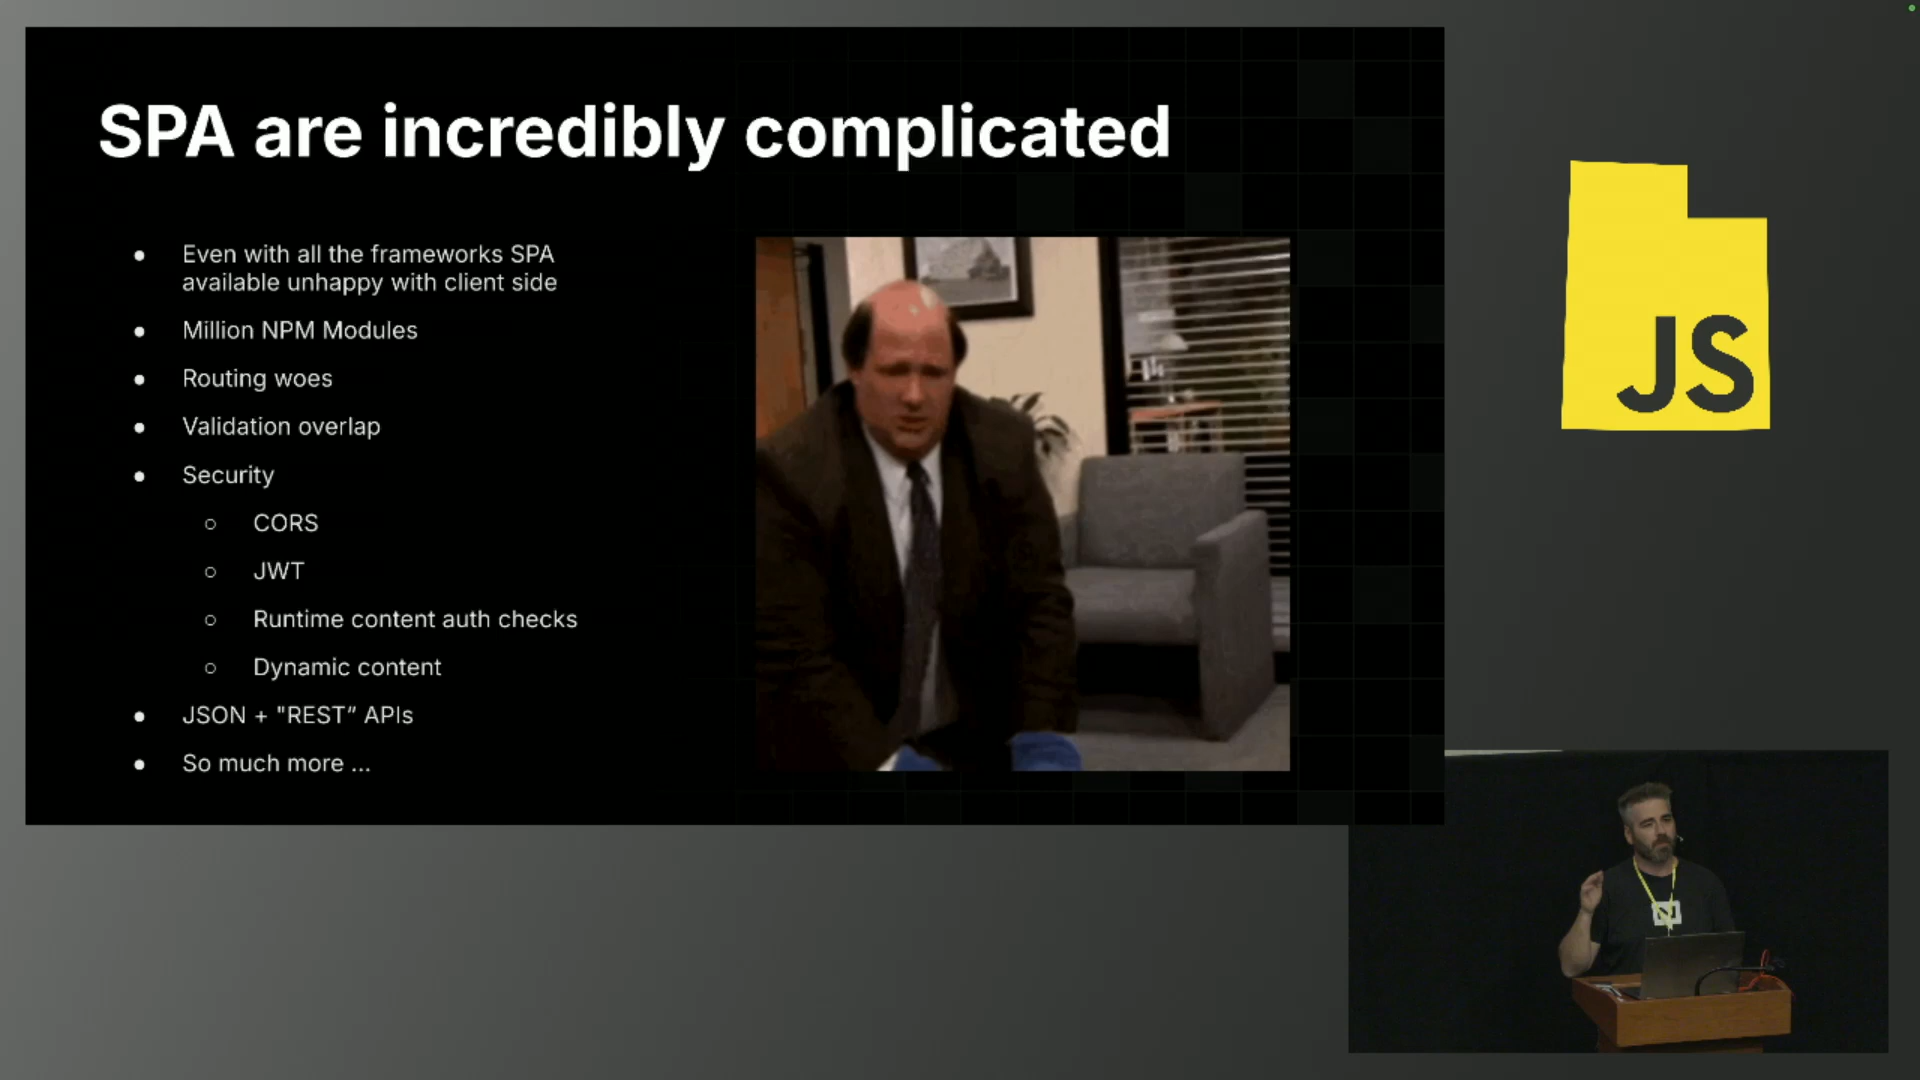 SPA are incredibly complicated
Even with all the frameworks SPA
available unhappy with client side
Million NPM Modules
Routing woes
Validation overlap
Security
CORS
JWT
Runtime content auth checks
Dynamic content
JSON + "REST” APIs
So much more ...
JS